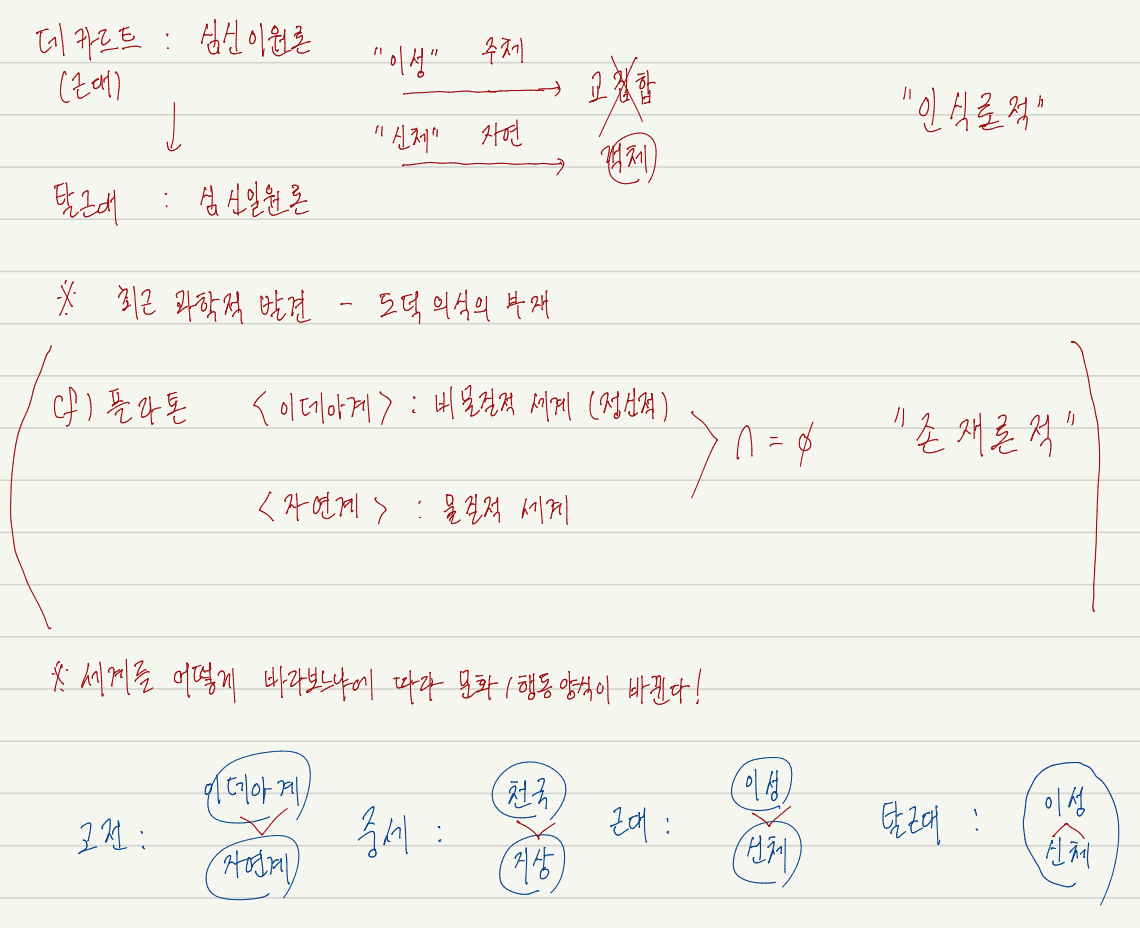 데카르트 : 심신이원론
(근대)
"이성" 주체
교집합
"신체" 자연
객체
"인식론적"
탈근대 : 심신일원론
※ 최근 과학적 발견 - 도덕 의식의 부재
cf) 플라톤 <이데아계> : 비물질적 세계 (정신적)
∩ = ∅ "존재론적"
<자연계> : 물질적 세계
※ 세계를 어떻게 바라보느냐에 따라 문화/행동양식이 바뀐다!
고전 : 이데아계 자연계
중세 : 천국 지상
근대 : 이성 신체
탈근대 : 이성 신체